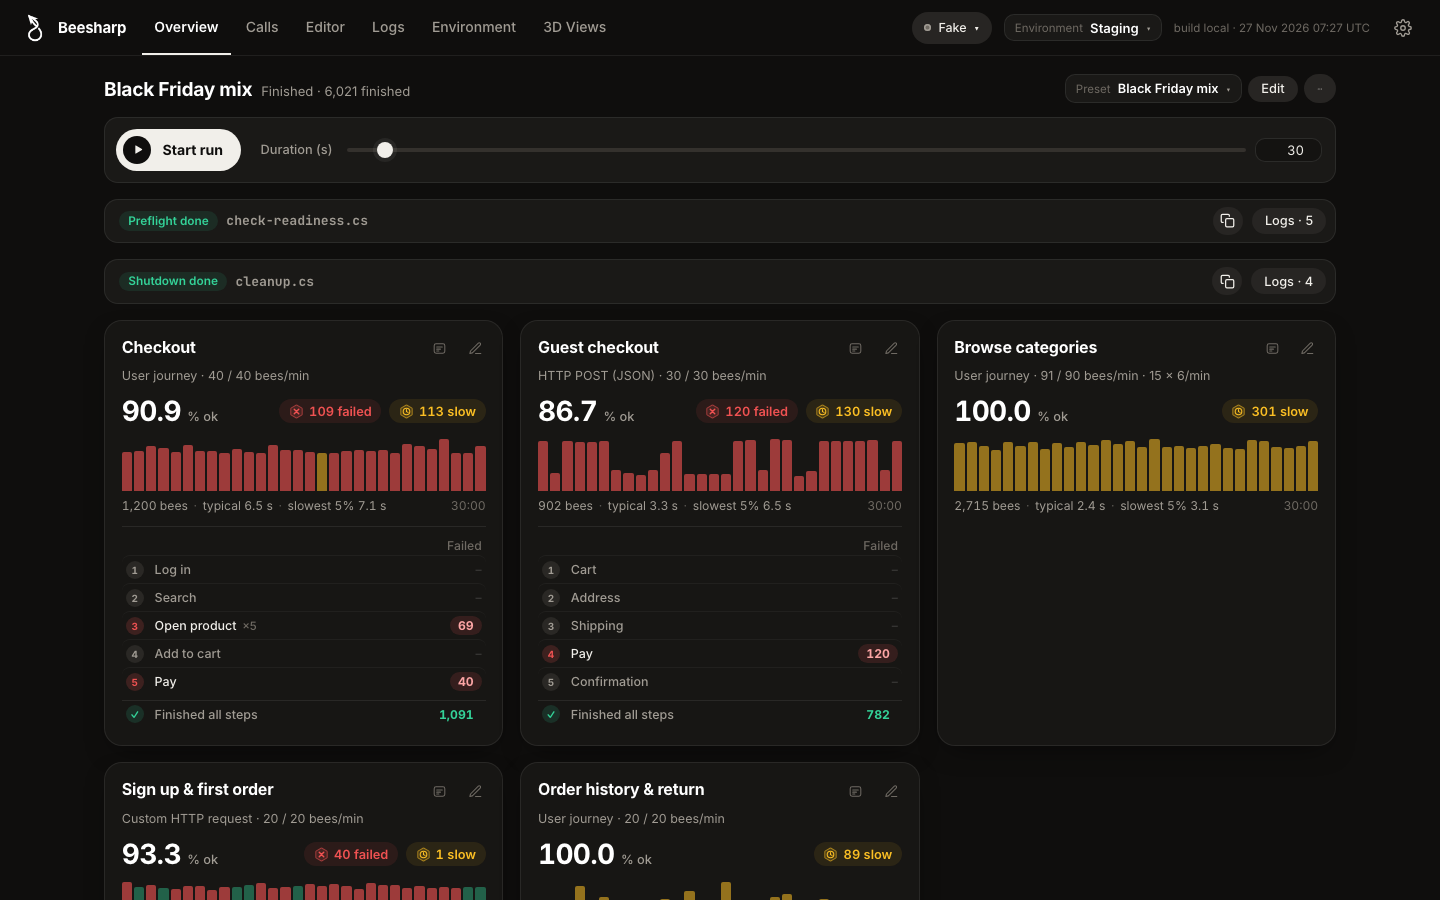 Beesharp Overview Calls Editor Logs Environment 3D Views Fake Environment Staging build local · 27 Nov 2026 07:27 UTC
Black Friday mix Finished · 6,021 finished Preset Black Friday mix Edit
Start run Duration (s) 30
Preflight done check-readiness.cs Logs · 5
Shutdown done cleanup.cs Logs · 4
Checkout
User journey · 40 / 40 bees/min
90.9 % ok 109 failed 113 slow
1,200 bees · typical 6.5 s · slowest 5% 7.1 s 30:00
Failed
1 Log in –
2 Search –
3 Open product ×5 69
4 Add to cart –
5 Pay 40
Finished all steps 1,091
Guest checkout
HTTP POST (JSON) · 30 / 30 bees/min
86.7 % ok 120 failed 130 slow
902 bees · typical 3.3 s · slowest 5% 6.5 s 30:00
Failed
1 Cart –
2 Address –
3 Shipping –
4 Pay 120
5 Confirmation –
Finished all steps 782
Browse categories
User journey · 91 / 90 bees/min · 15 × 6/min
100.0 % ok 301 slow
2,715 bees · typical 2.4 s · slowest 5% 3.1 s 30:00
Sign up & first order
Custom HTTP request · 20 / 20 bees/min
93.3 % ok 40 failed 1 slow
Order history & return
User journey · 20 / 20 bees/min
100.0 % ok 89 slow